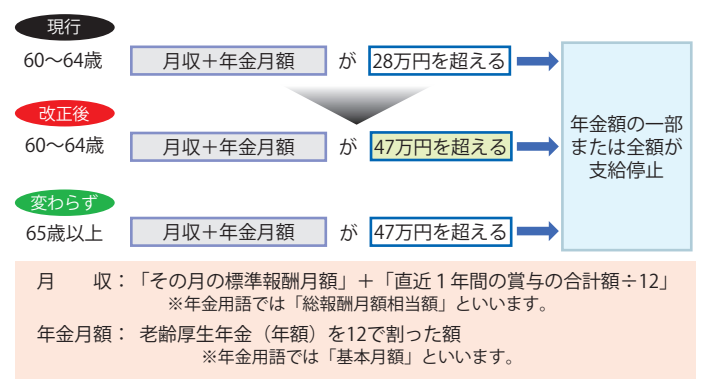 現行
60～64歳 月収＋年金月額 が 28万円を超える
改正後
60～64歳 月収＋年金月額 が 47万円を超える
変わらず
65歳以上 月収＋年金月額 が 47万円を超える
年金額の一部
または全額が
支給停止
月　　収：「その月の標準報酬月額」＋「直近１年間の賞与の合計額÷12」
※年金用語では「総報酬月額相当額」といいます。
年金月額： 老齢厚生年金（年額）を12で割った額
※年金用語では「基本月額」といいます。